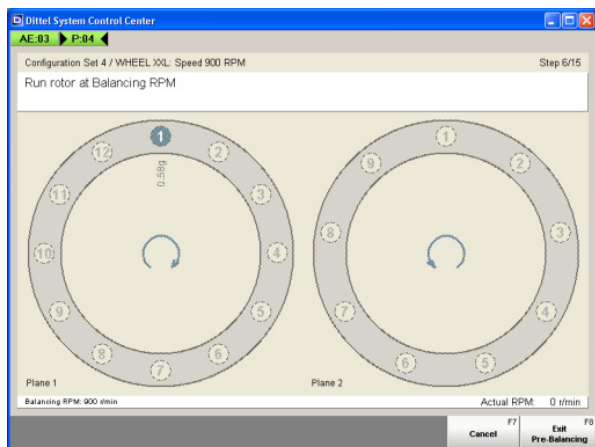 Dittel System Control Center
AE:03 P:04
Configuration Set 4 / WHEEL XXL: Speed 900 RPM Step 6/15
Run rotor at Balancing RPM
1
2
3
4
5
6
7
8
9
10
11
12
0.58g
Plane 1
1
2
3
4
5
6
7
8
9
Plane 2
Balancing RPM: 900 r/min
Actual RPM: 0 r/min
F7
Cancel
F8
Exit
Pre-Balancing